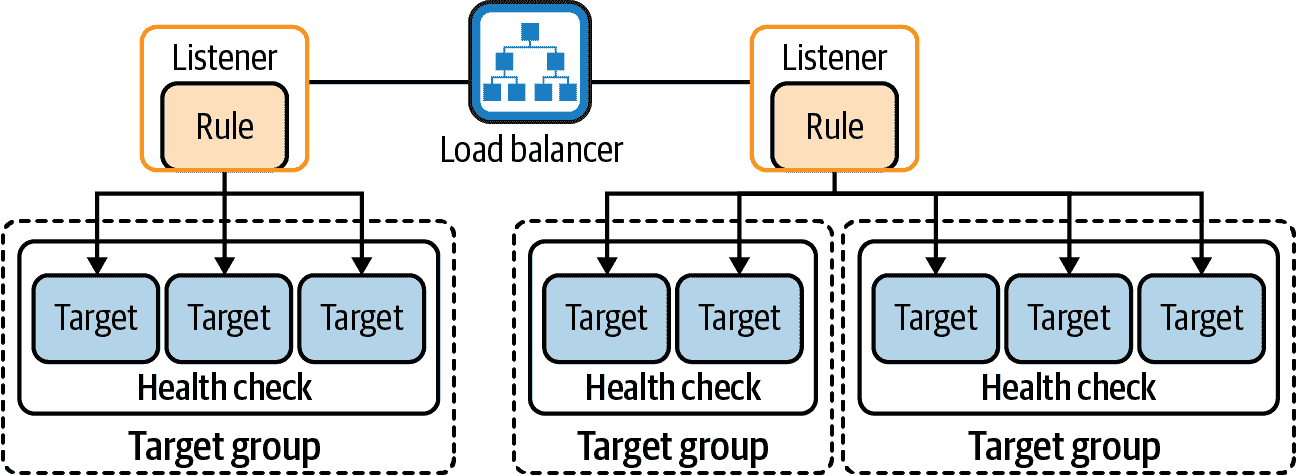 Listener
Listener
Rule
Rule
Load balancer
Target Target Target
Target Target
Target Target Target
Health check
Health check
Health check
Target group
Target group
Target group